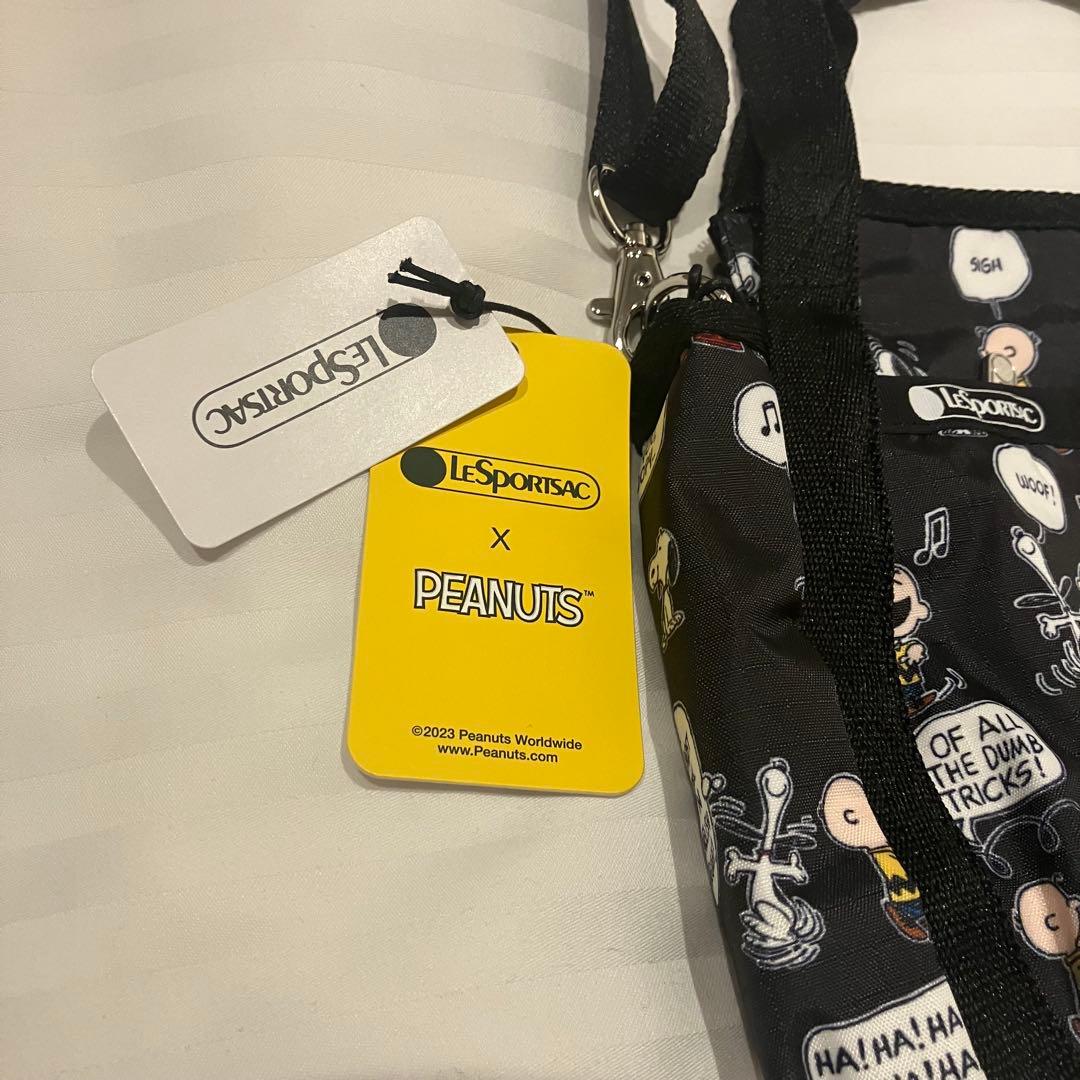 LESPORTSAC
LESPORTSAC
X
PEANUTS™
©2023 Peanuts Worldwide
www.Peanuts.com
SIGH
LESPORTSAC
WOOF!
OF ALL
THE DUMB
TRICKS!
C
C
HA! HA! HA
HA